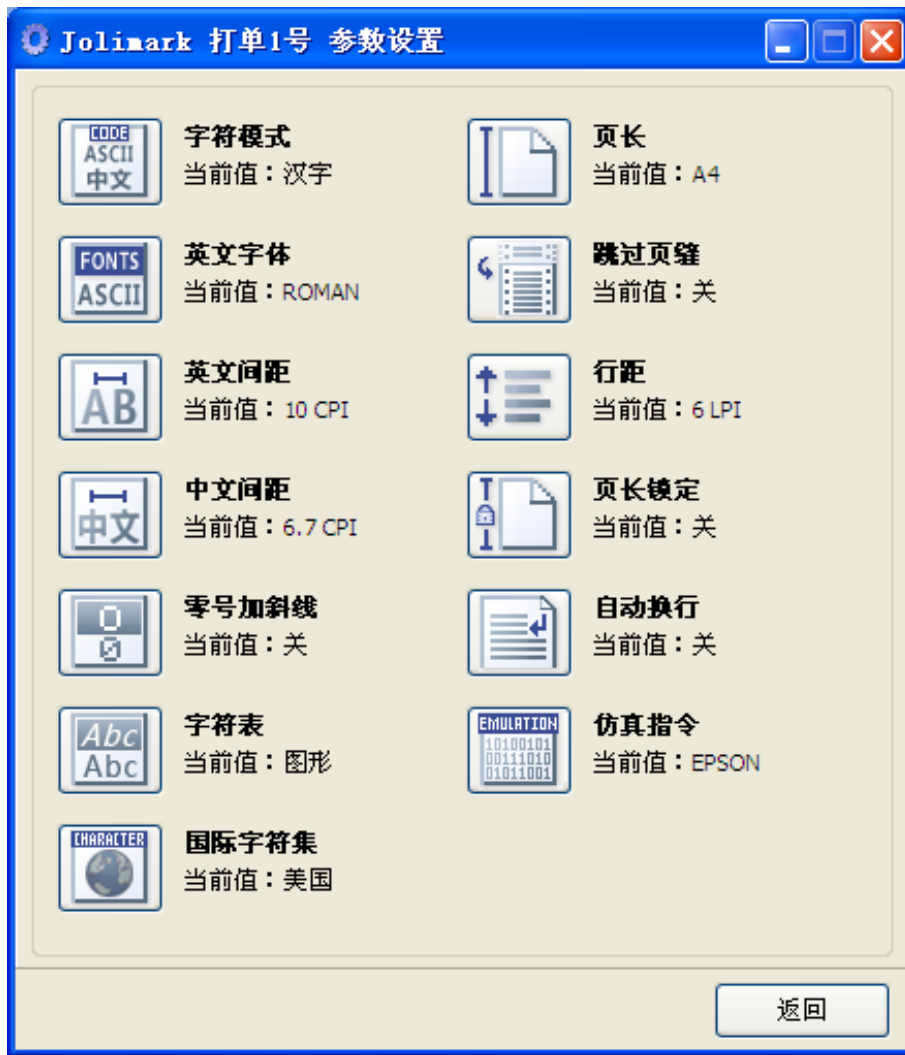 Jolimark 打单1号 参数设置
CODE
ASCII
中文
字符模式
当前值：汉字
FONTS
ASCII
英文字体
当前值：ROMAN
AB
英文间距
当前值：10 CPI
中文
中文间距
当前值：6.7 CPI
0
0
零号加斜线
当前值：关
Abc
Abc
字符表
当前值：图形
CHARACTER
国际字符集
当前值：美国
页长
当前值：A4
跳过页缝
当前值：关
行距
当前值：6 LPI
页长锁定
当前值：关
自动换行
当前值：关
EMULATION
10100101
00111010
01011001
仿真指令
当前值：EPSON
返回